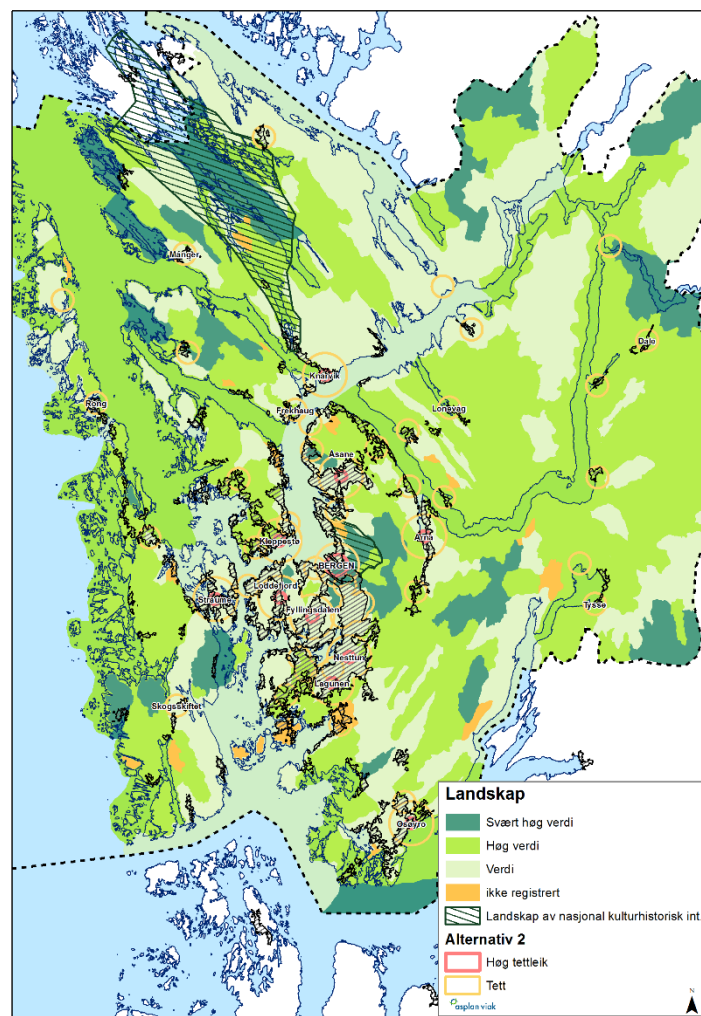 Manger
Dale
Knarvik
Rong
Frekhaug
Lonevag
Åsane
Kleppestø
Arna
BERGEN
Loddefjord
Straume
Fyllingsdalen
Tysse
Nesttun
Lagunen
Skogsskiftet
Osøyro
Landskap
Svært høg verdi
Høg verdi
Verdi
ikke registrert
Landskap av nasjonal kulturhistorisk int.
Alternativ 2
Høg tettleik
Tett
asplan viak
N